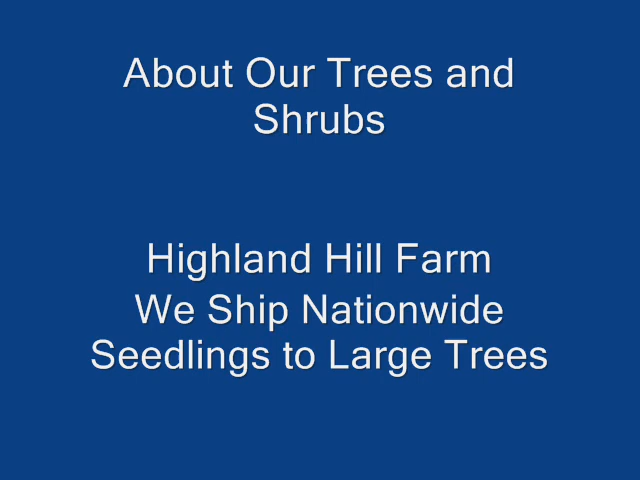 About Our Trees and
Shrubs
Highland Hill Farm
We Ship Nationwide
Seedlings to Large Trees